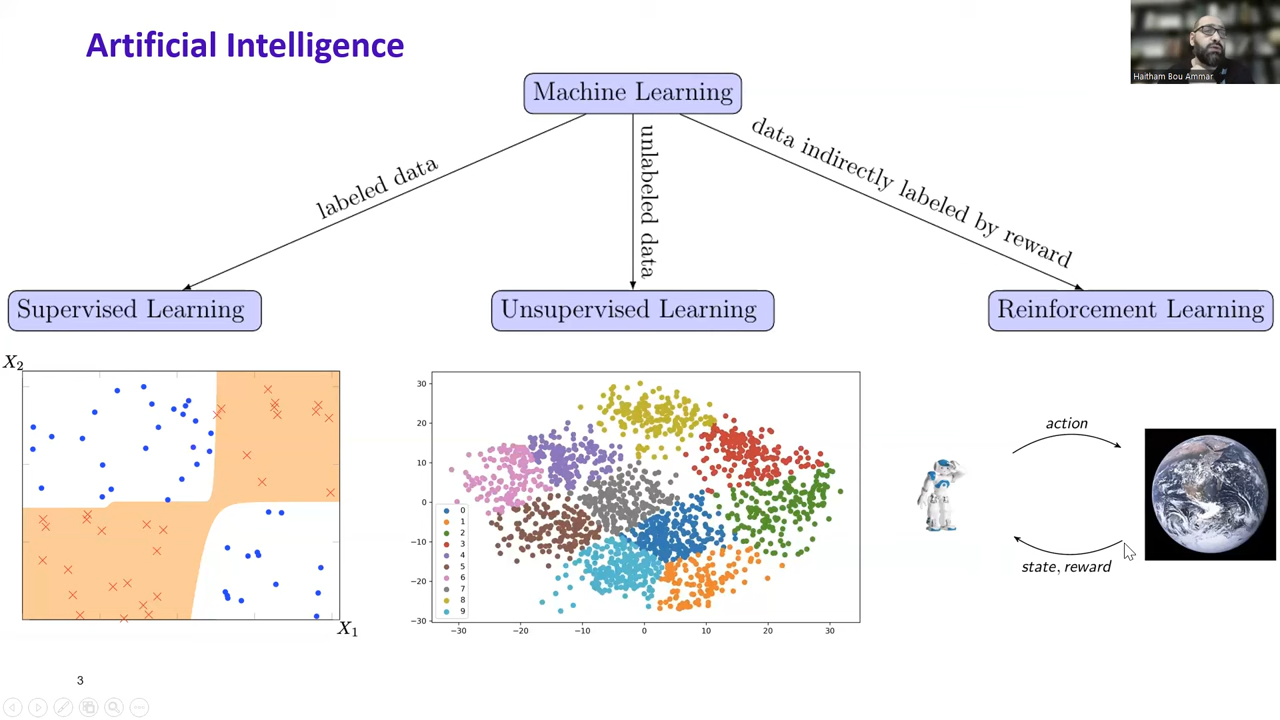 Artificial Intelligence
Haitham Bou Ammar
Machine Learning
labeled data
unlabeled data
data indirectly labeled by reward
Supervised Learning
Unsupervised Learning
Reinforcement Learning
X2
X1
30
20
10
0
−10
−20
−30
−30
−20
−10
0
10
20
30
0
1
2
3
4
5
6
7
8
9
action
state, reward
3